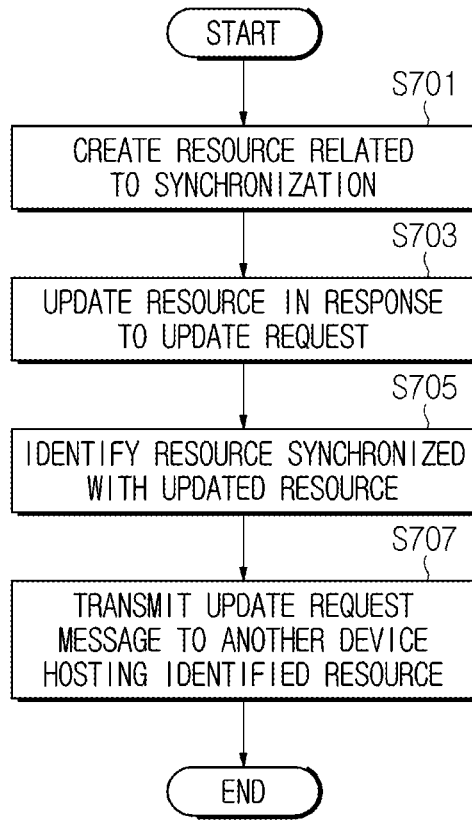 START
S701
CREATE RESOURCE RELATED
TO SYNCHRONIZATION
S703
UPDATE RESOURCE IN RESPONSE
TO UPDATE REQUEST
S705
IDENTIFY RESOURCE SYNCHRONIZED
WITH UPDATED RESOURCE
S707
TRANSMIT UPDATE REQUEST
MESSAGE TO ANOTHER DEVICE
HOSTING IDENTIFIED RESOURCE
END